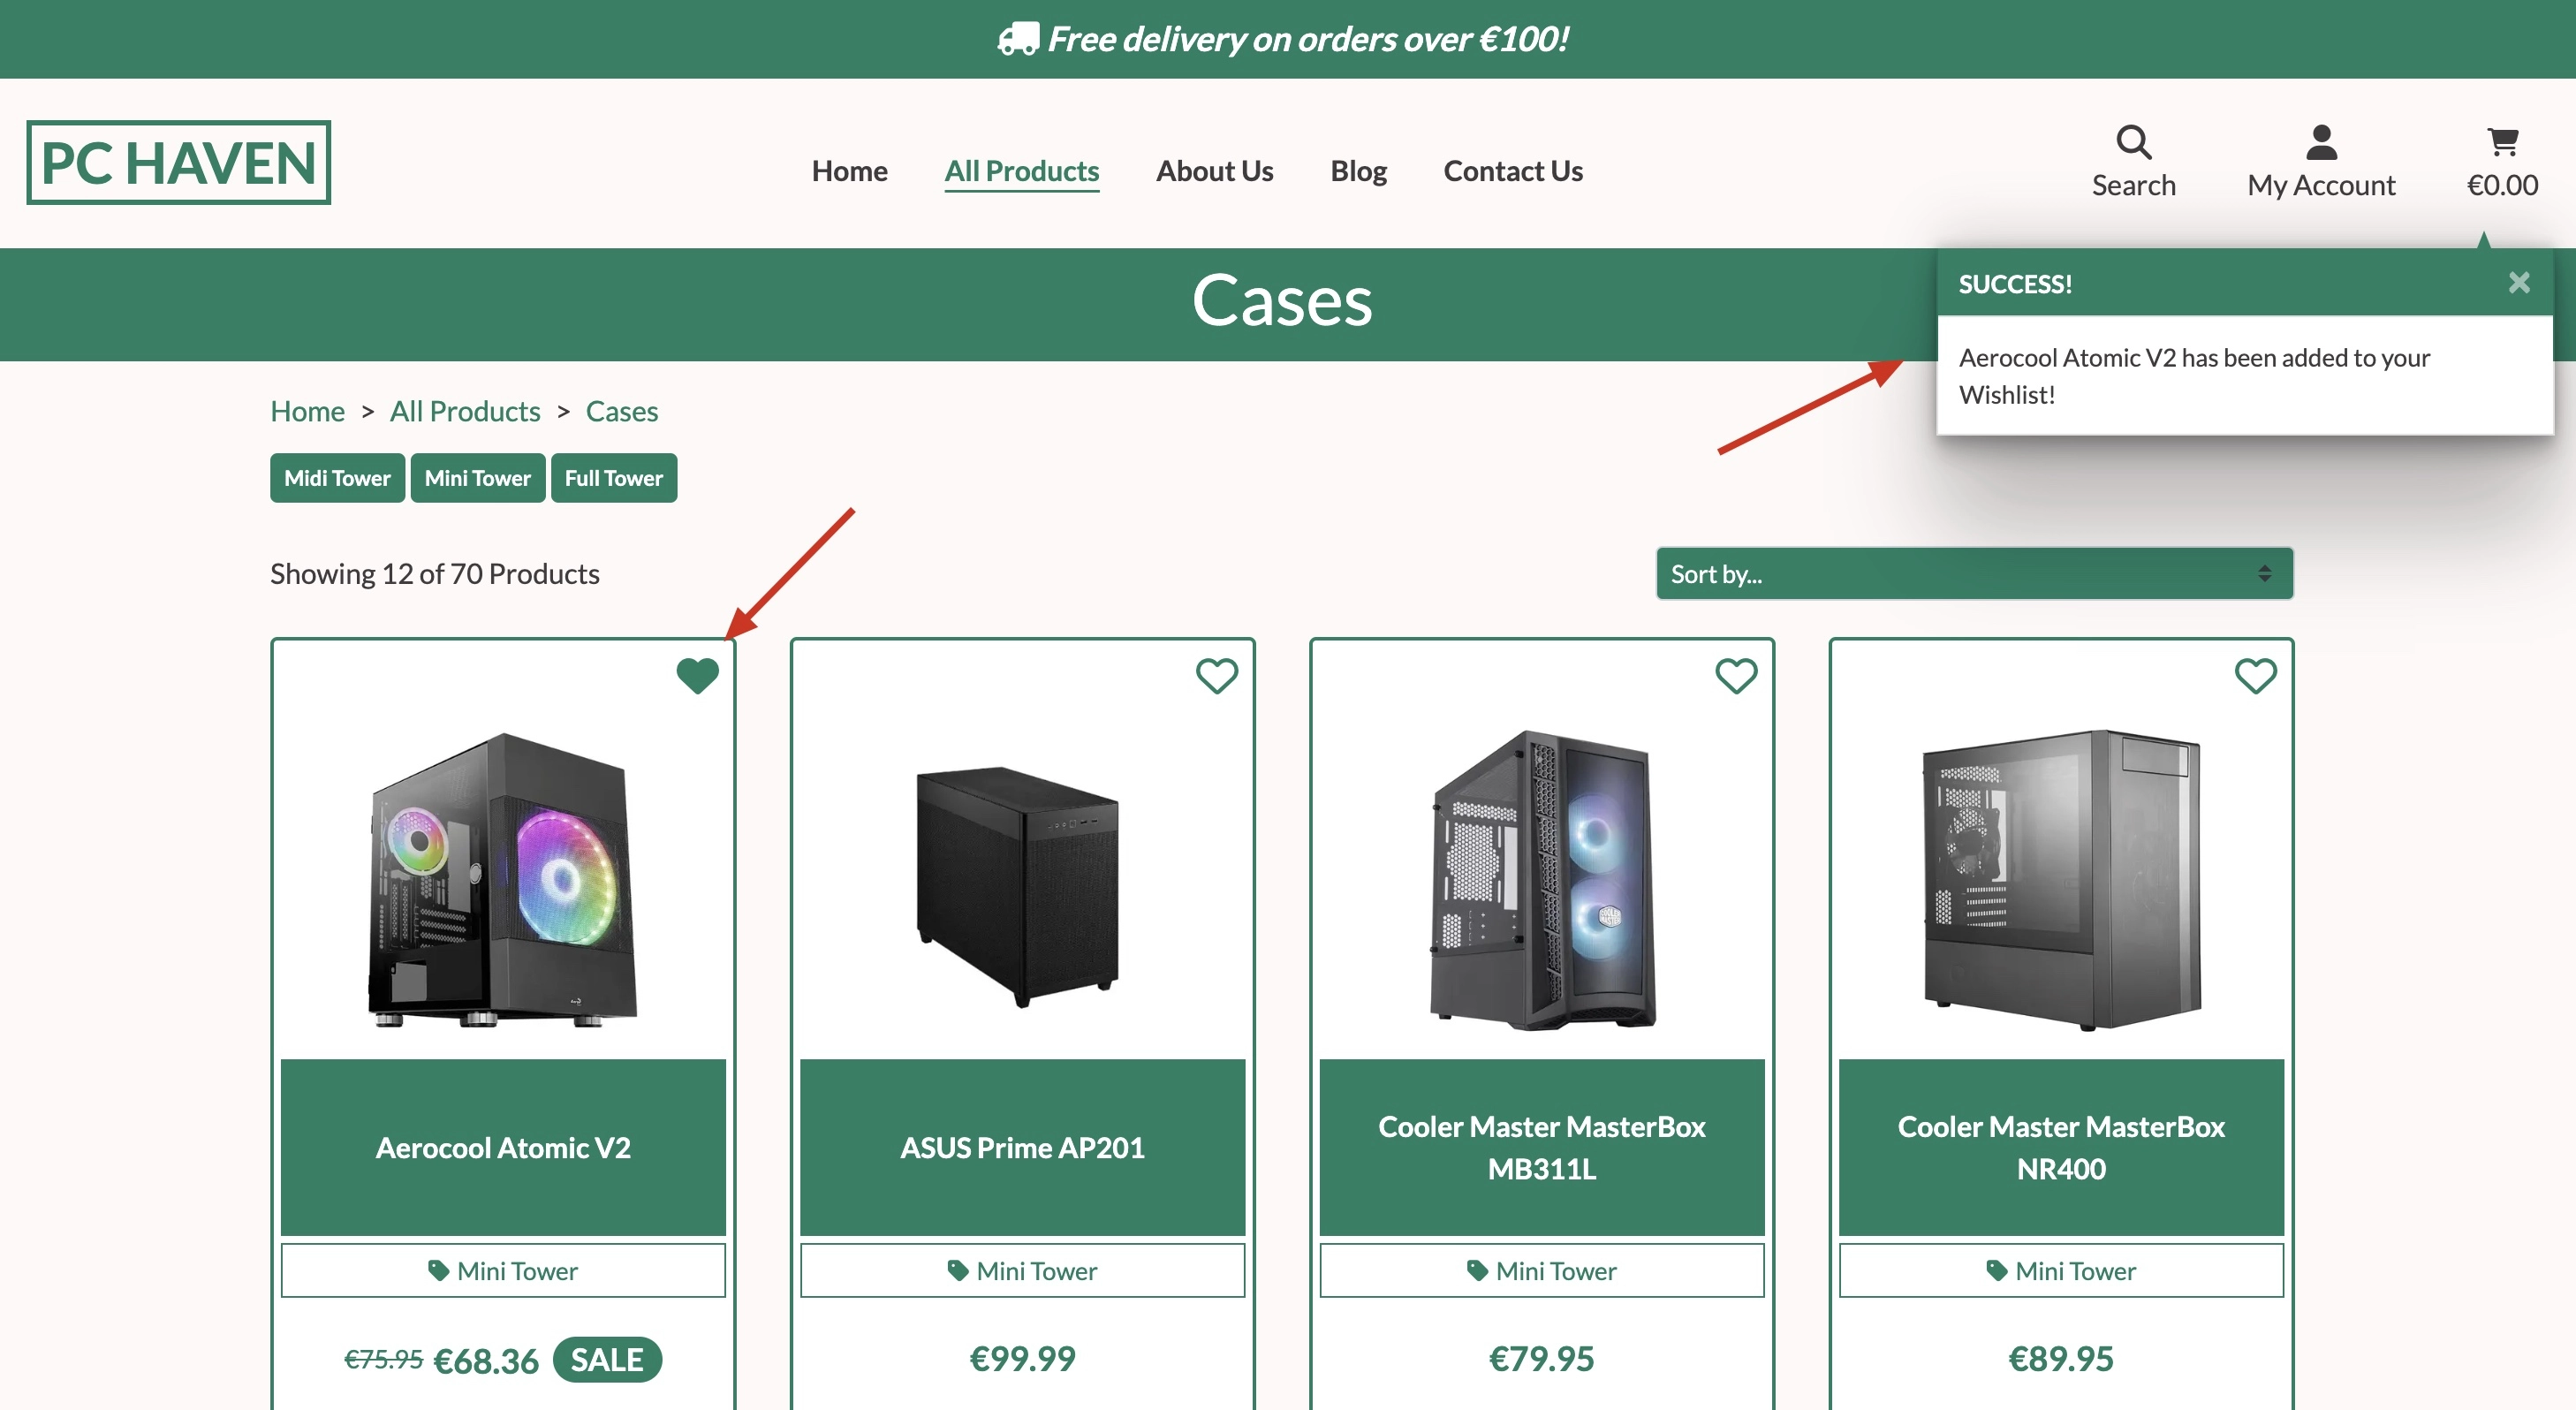 Free delivery on orders over €100!
PC HAVEN
Home All Products About Us Blog Contact Us
Search My Account €0.00
Cases
SUCCESS!
Aerocool Atomic V2 has been added to your
Wishlist!
Home > All Products > Cases
Midi Tower Mini Tower Full Tower
Showing 12 of 70 Products
Sort by...
Aerocool Atomic V2
ASUS Prime AP201
Cooler Master MasterBox
MB311L
Cooler Master MasterBox
NR400
Mini Tower Mini Tower Mini Tower Mini Tower
€75.95 €68.36 SALE €99.99 €79.95 €89.95